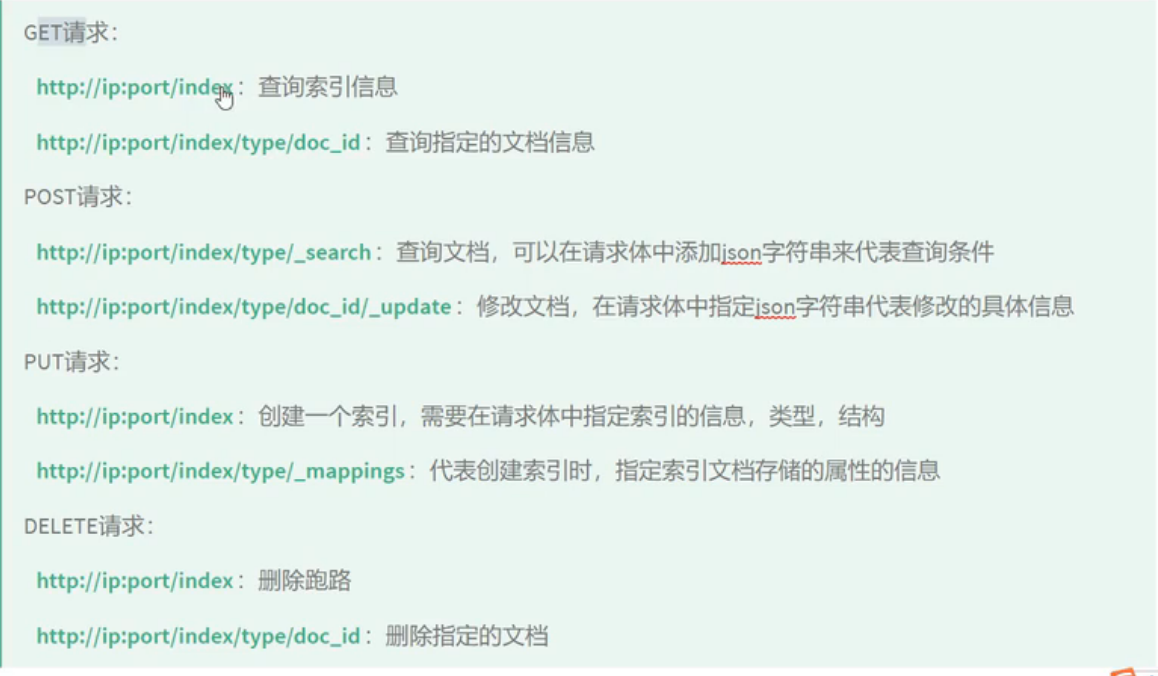 GET请求：
http://ip:port/index：查询索引信息
http://ip:port/index/type/doc_id：查询指定的文档信息
POST请求：
http://ip:port/index/type/_search：查询文档，可以在请求体中添加json字符串来代表查询条件
http://ip:port/index/type/doc_id/_update：修改文档，在请求体中指定json字符串代表修改的具体信息
PUT请求：
http://ip:port/index：创建一个索引，需要在请求体中指定索引的信息，类型，结构
http://ip:port/index/type/_mappings：代表创建索引时，指定索引文档存储的属性的信息
DELETE请求：
http://ip:port/index：删除跑路
http://ip:port/index/type/doc_id：删除指定的文档